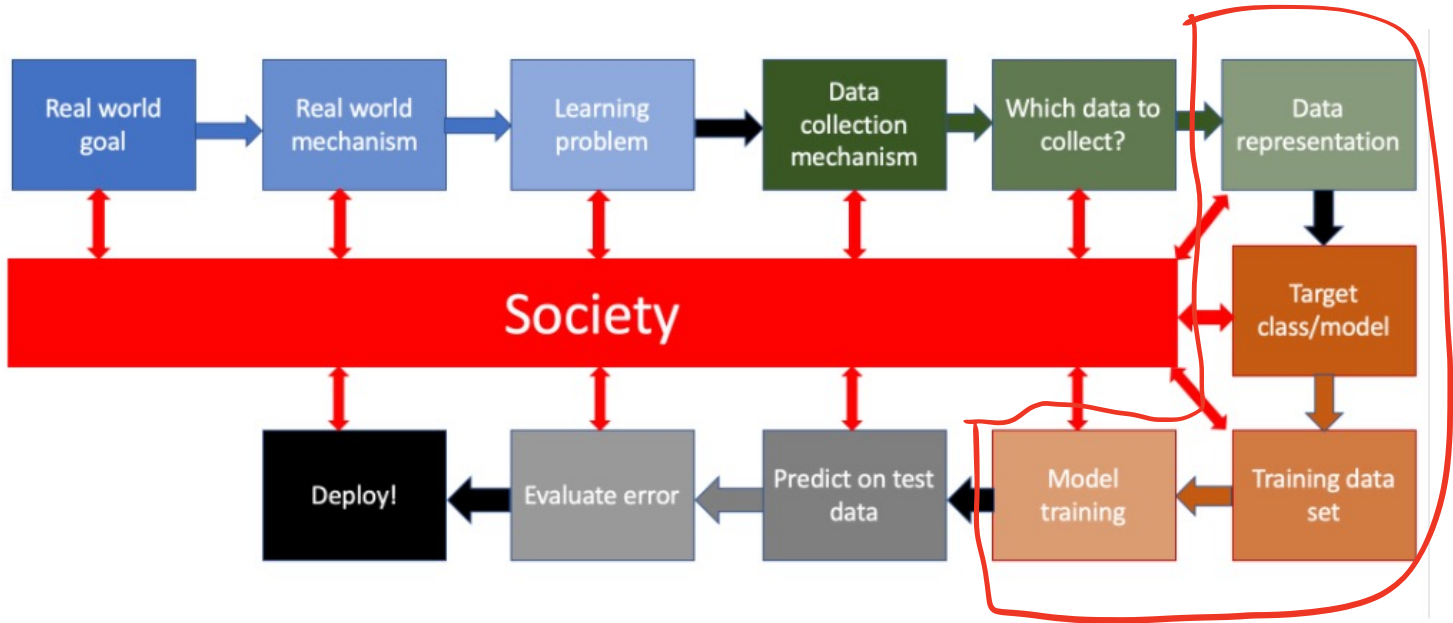 Real world
goal
Real world
mechanism
Learning
problem
Data
collection
mechanism
Which data to
collect?
Data
representation
Society
Target
class/model
Deploy!
Evaluate error
Predict on test
data
Model
training
Training data
set